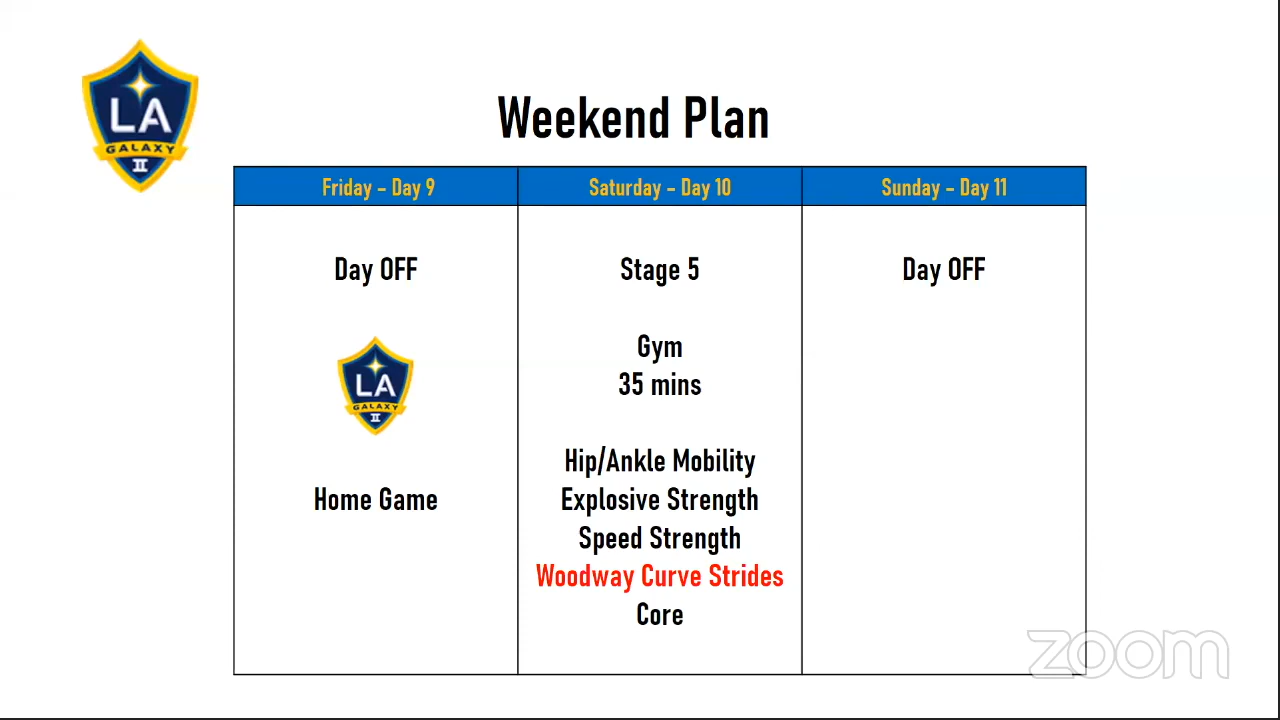 LA
GALAXY
II
Weekend Plan
Friday - Day 9
Saturday - Day 10
Sunday - Day 11
Day OFF
LA
GALAXY
II
Home Game
Stage 5
Gym
35 mins
Hip/Ankle Mobility
Explosive Strength
Speed Strength
Woodway Curve Strides
Core
Day OFF
zoom